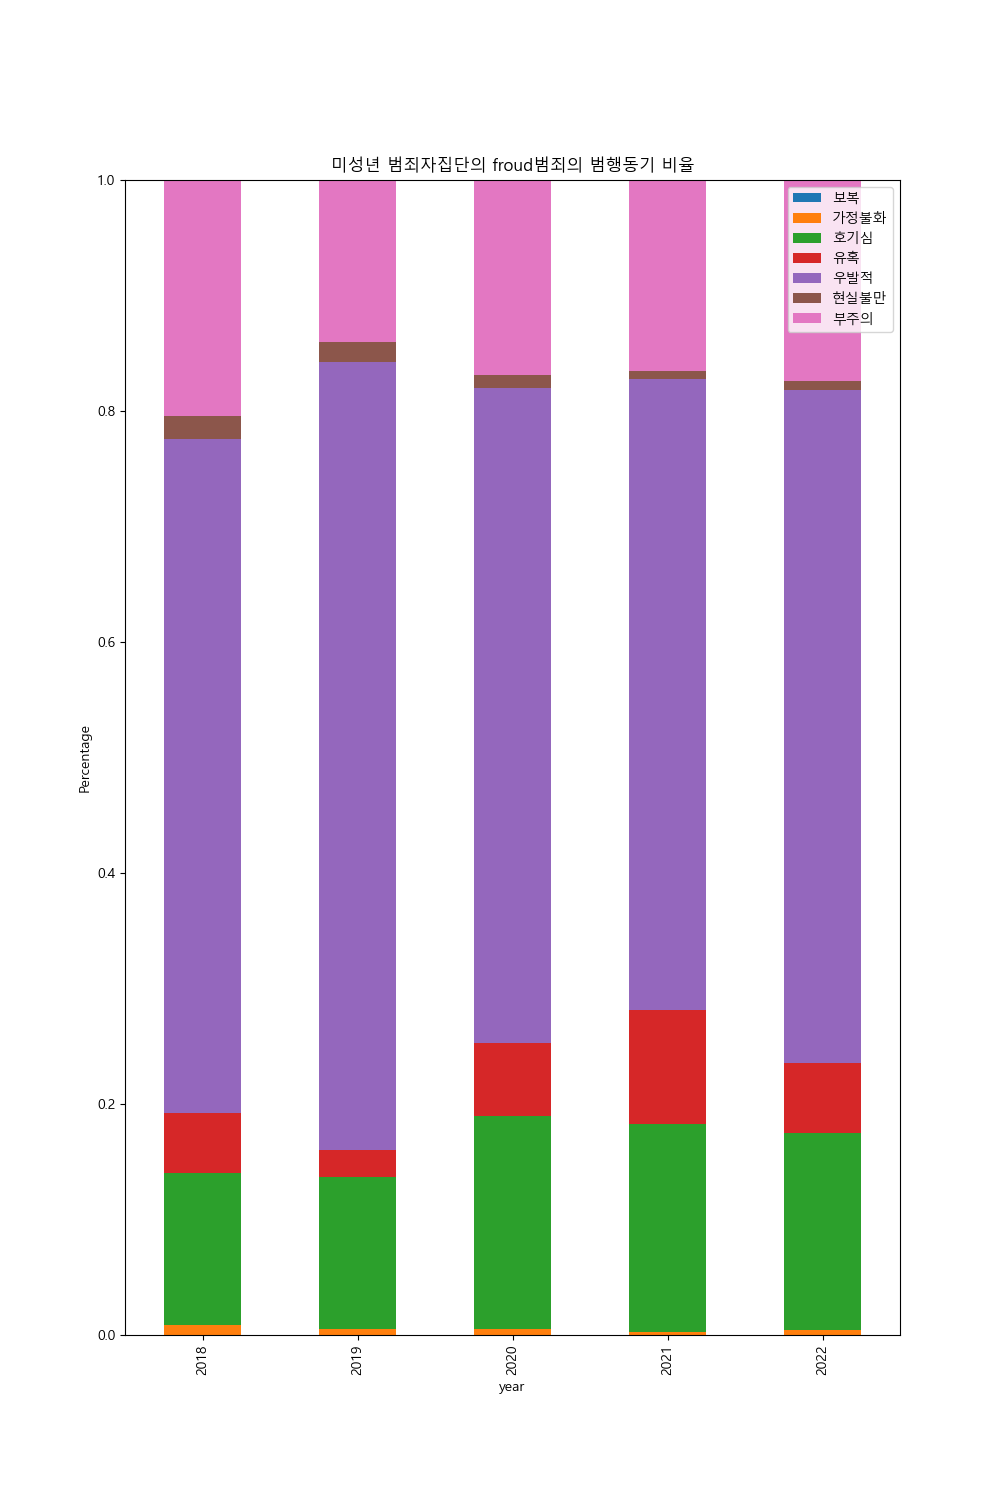 미성년 범죄자집단의 froud범죄의 범행동기 비율
1.0
0.8
0.6
0.4
0.2
0.0
Percentage
보복
가정불화
호기심
유혹
우발적
현실불만
부주의
2018
2019
2020
2021
2022
year